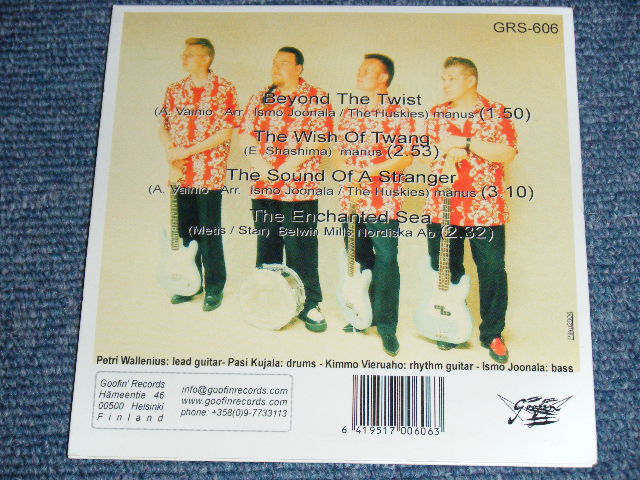 GRS-606
Beyond The Twist
(A. Vainio Arr. Ismo Joonala / The Huskies) manus (1.50)
The Wish Of Twang
(E. Shashima) manus (2.53)
The Sound Of A Stranger
(A. Vainio Arr. Ismo Joonala / The Huskies) manus (3.10)
The Enchanted Sea
(Metis / Star) Belwin Mills Nordiska Ab (2.32)
Petri Wallenius: lead guitar- Pasi Kujala: drums - Kimmo Vieruaho: rhythm guitar - Ismo Joonala: bass
Goofin' Records
Hämeentie 46
00500 Helsinki
Finland
info@goofinrecords.com
www.goofinrecords.com
phone: +358(0)9-7733113
6 419517 006063
Goofin